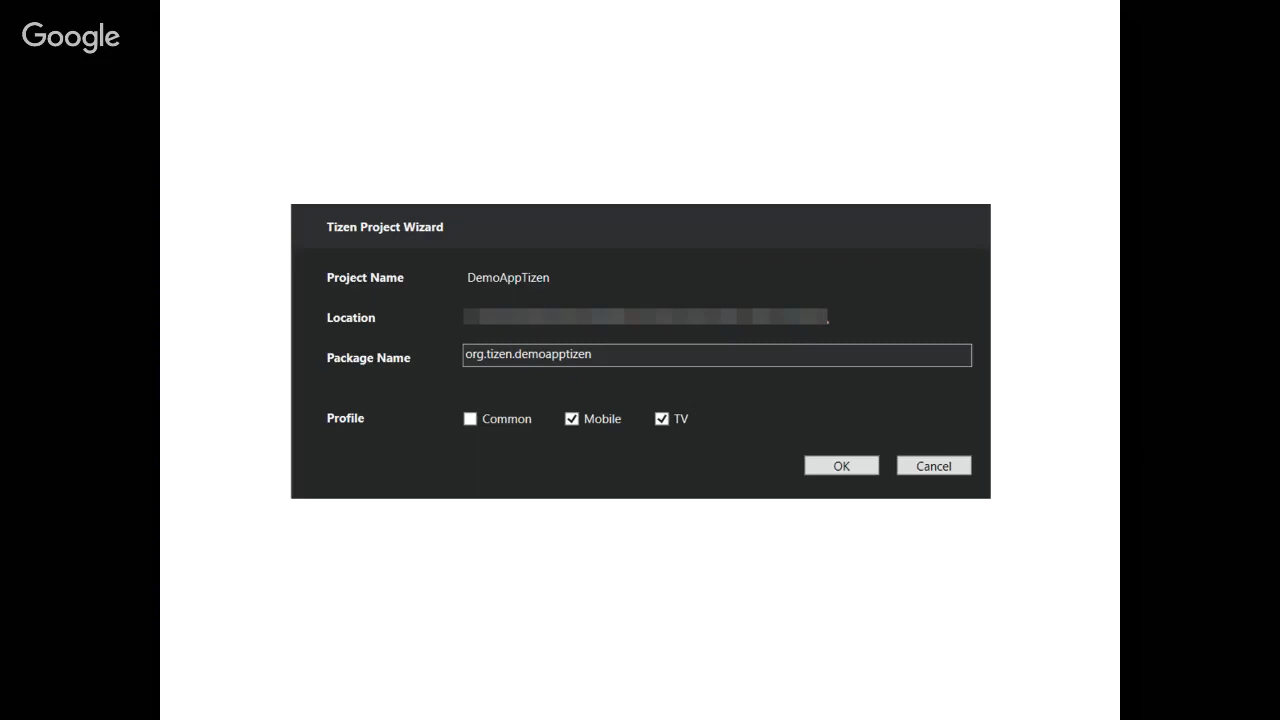 Google
Tizen Project Wizard
Project Name DemoAppTizen
Location
Package Name org.tizen.demoapptizen
Profile Common Mobile TV
OK Cancel